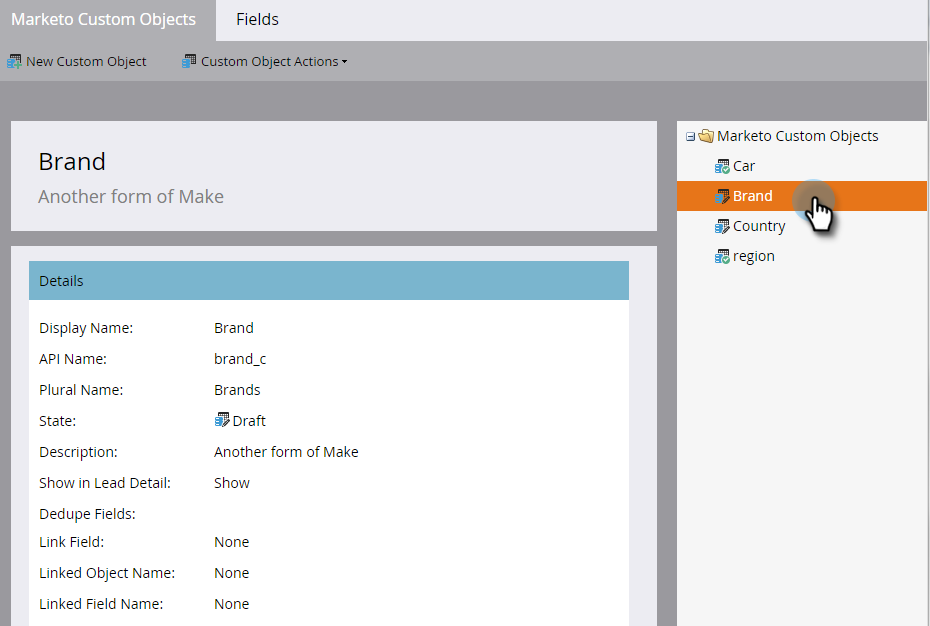 Marketo Custom Objects Fields
New Custom Object Custom Object Actions
Brand
Another form of Make
Details
Display Name: Brand
API Name: brand_c
Plural Name: Brands
State: Draft
Description: Another form of Make
Show in Lead Detail: Show
Dedupe Fields:
Link Field: None
Linked Object Name: None
Linked Field Name: None
Marketo Custom Objects
Car
Brand
Country
region